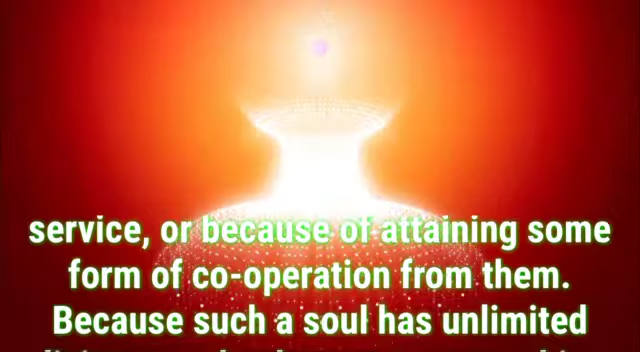 service, or because of attaining some
form of co-operation from them.
Because such a soul has unlimited